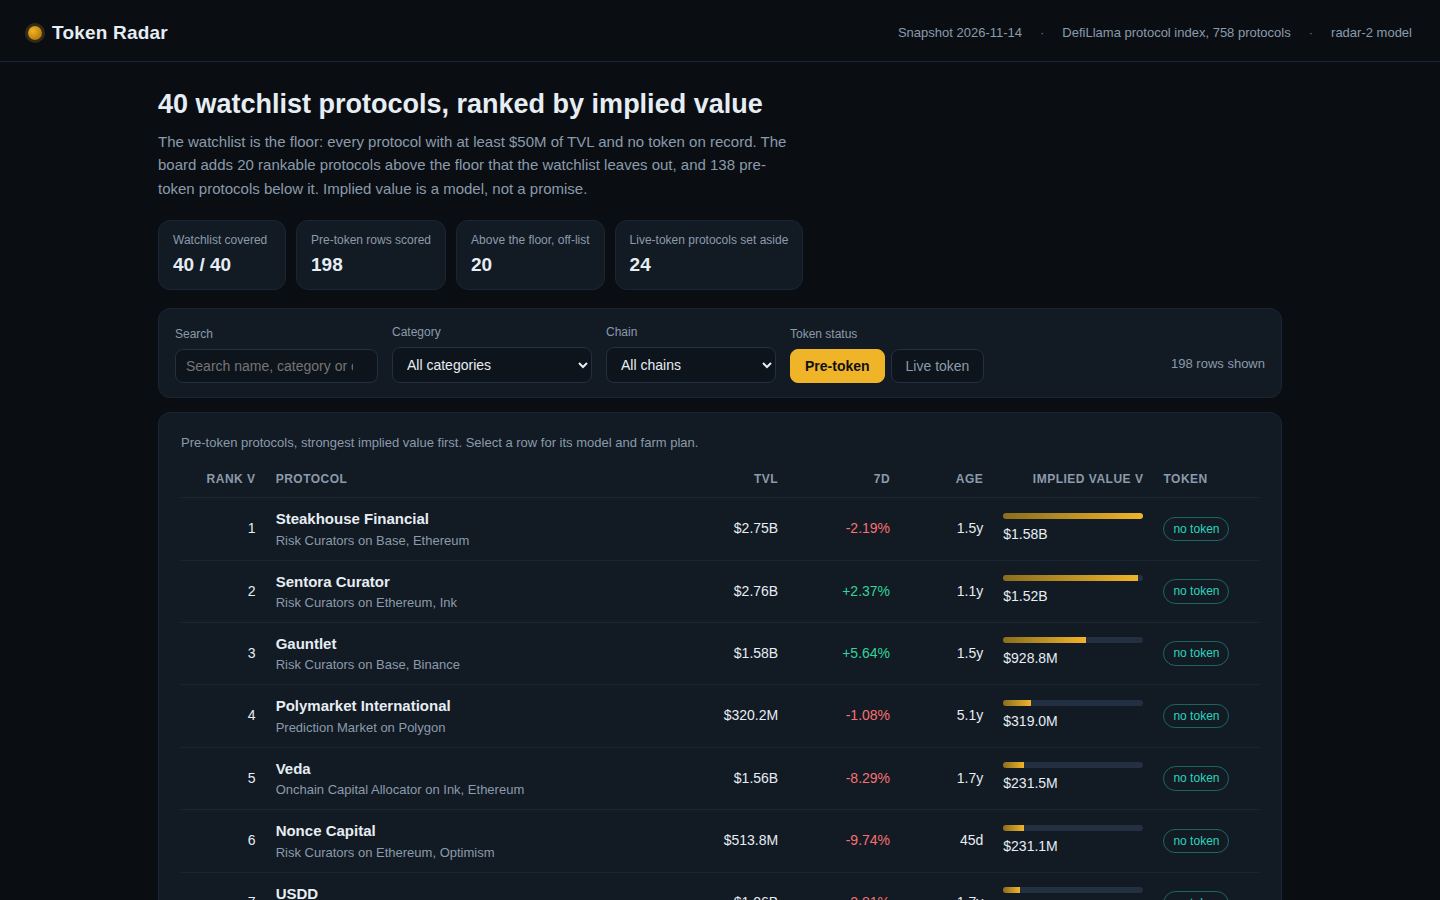 Token Radar
Snapshot 2026-11-14 · DefiLlama protocol index, 758 protocols · radar-2 model
40 watchlist protocols, ranked by implied value
The watchlist is the floor: every protocol with at least $50M of TVL and no token on record. The
board adds 20 rankable protocols above the floor that the watchlist leaves out, and 138 pre-
token protocols below it. Implied value is a model, not a promise.
Watchlist covered
40 / 40
Pre-token rows scored
198
Above the floor, off-list
20
Live-token protocols set aside
24
Search
Search name, category or
Category
All categories
Chain
All chains
Token status
Pre-token
Live token
198 rows shown
Pre-token protocols, strongest implied value first. Select a row for its model and farm plan.
RANK V PROTOCOL TVL 7D AGE IMPLIED VALUE V TOKEN
1 Steakhouse Financial $2.75B -2.19% 1.5y $1.58B no token
Risk Curators on Base, Ethereum
2 Sentora Curator $2.76B +2.37% 1.1y $1.52B no token
Risk Curators on Ethereum, Ink
3 Gauntlet $1.58B +5.64% 1.5y $928.8M no token
Risk Curators on Base, Binance
4 Polymarket International $320.2M -1.08% 5.1y $319.0M no token
Prediction Market on Polygon
5 Veda $1.56B -8.29% 1.7y $231.5M no token
Onchain Capital Allocator on Ink, Ethereum
6 Nonce Capital $513.8M -9.74% 45d $231.1M no token
Risk Curators on Ethereum, Optimism
USDD